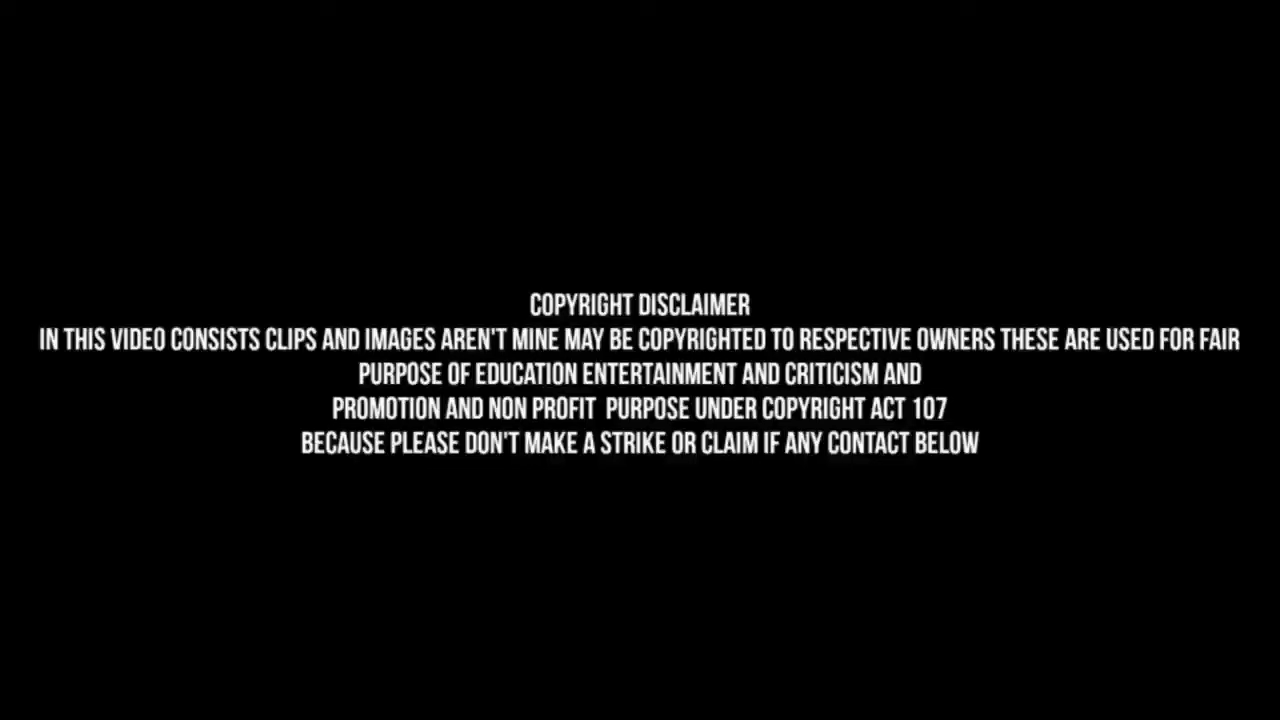 COPYRIGHT DISCLAIMER
IN THIS VIDEO CONSISTS CLIPS AND IMAGES AREN'T MINE MAY BE COPYRIGHTED TO RESPECTIVE OWNERS THESE ARE USED FOR FAIR
PURPOSE OF EDUCATION ENTERTAINMENT AND CRITICISM AND
PROMOTION AND NON PROFIT PURPOSE UNDER COPYRIGHT ACT 107
BECAUSE PLEASE DON'T MAKE A STRIKE OR CLAIM IF ANY CONTACT BELOW